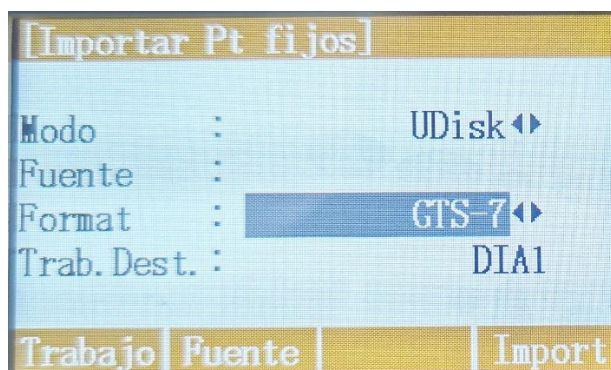 [Importar Pt fijos]
Modo : UDisk
Fuente :
Format : GTS-7
Trab.Dest. : DIA1
Trabajo Fuente Import